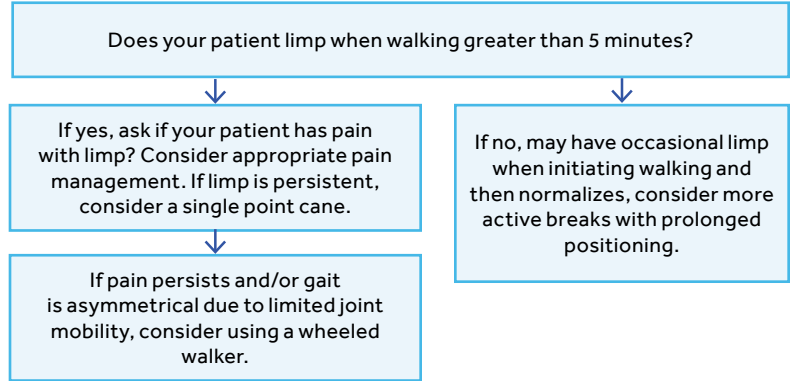 Does your patient limp when walking greater than 5 minutes?
If yes, ask if your patient has pain
with limp? Consider appropriate pain
management. If limp is persistent,
consider a single point cane.
If no, may have occasional limp
when initiating walking and
then normalizes, consider more
active breaks with prolonged
positioning.
If pain persists and/or gait
is asymmetrical due to limited joint
mobility, consider using a wheeled
walker.